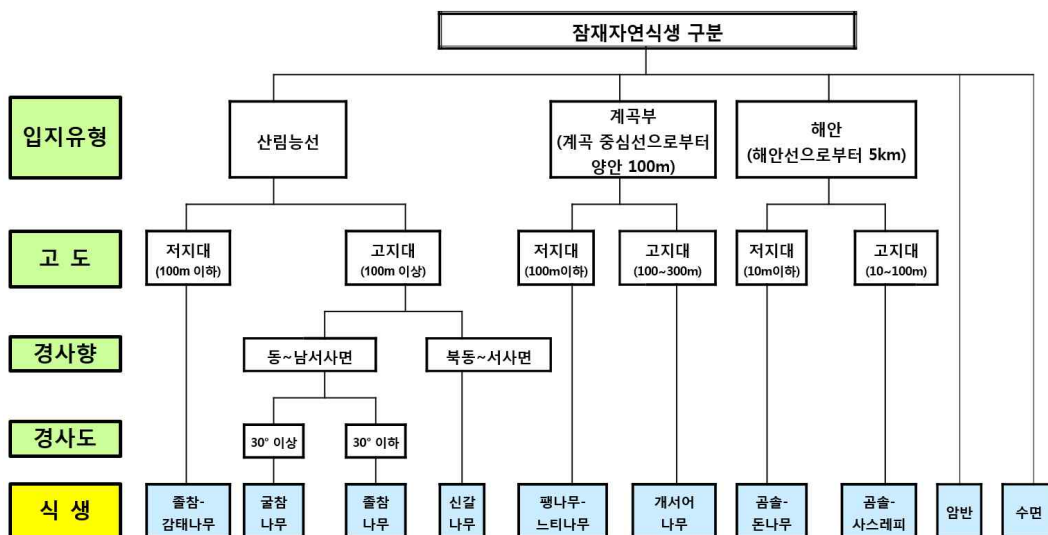 잠재자연식생 구분
입지유형
산림능선
계곡부
(계곡 중심선으로부터
양안 100m)
해안
(해안선으로부터 5km)
고 도
저지대
(100m 이하)
고지대
(100m 이상)
저지대
(100m이하)
고지대
(100~300m)
저지대
(10m이하)
고지대
(10~100m)
경사향
동~남서사면
북동~서사면
경사도
30° 이상
30° 이하
식 생
졸참-
감태나무
굴참
나무
졸참
나무
신갈
나무
팽나무-
느티나무
개서어
나무
곰솔-
돈나무
곰솔-
사스레피
암반
수면